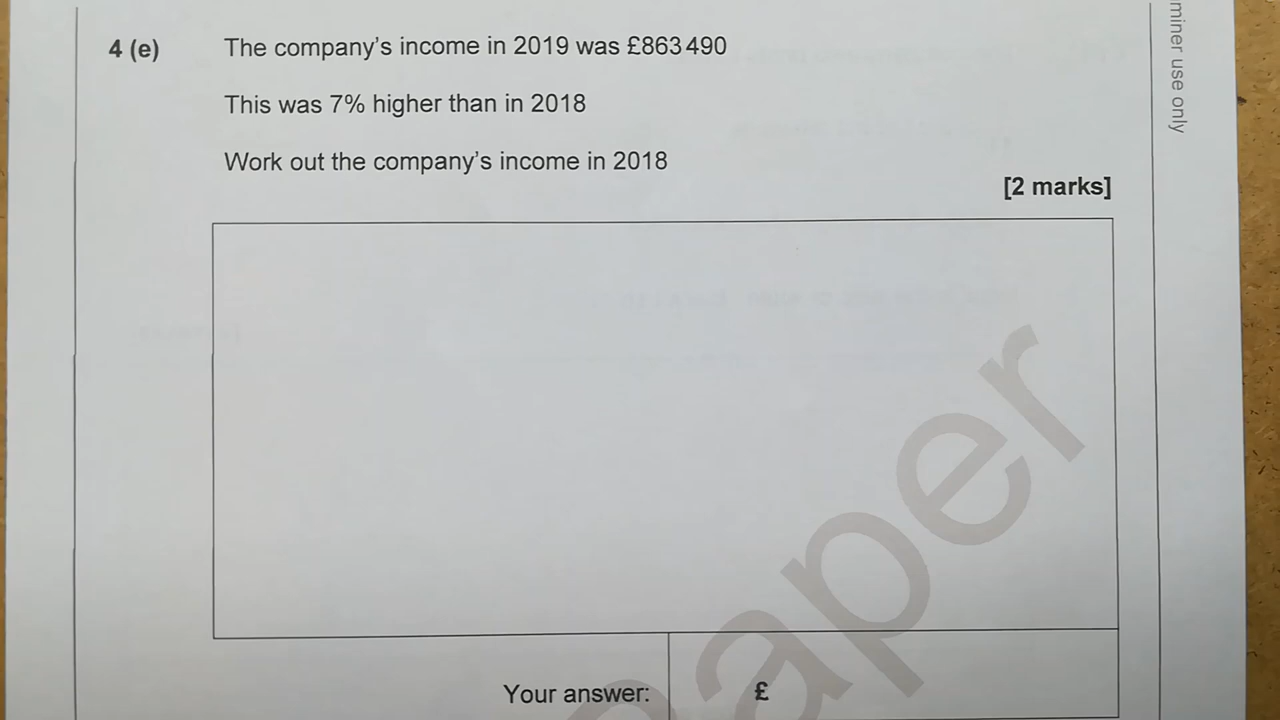 4 (e) The company's income in 2019 was £863 490
This was 7% higher than in 2018
Work out the company's income in 2018
[2 marks]
Your answer: £
aper
miner use only